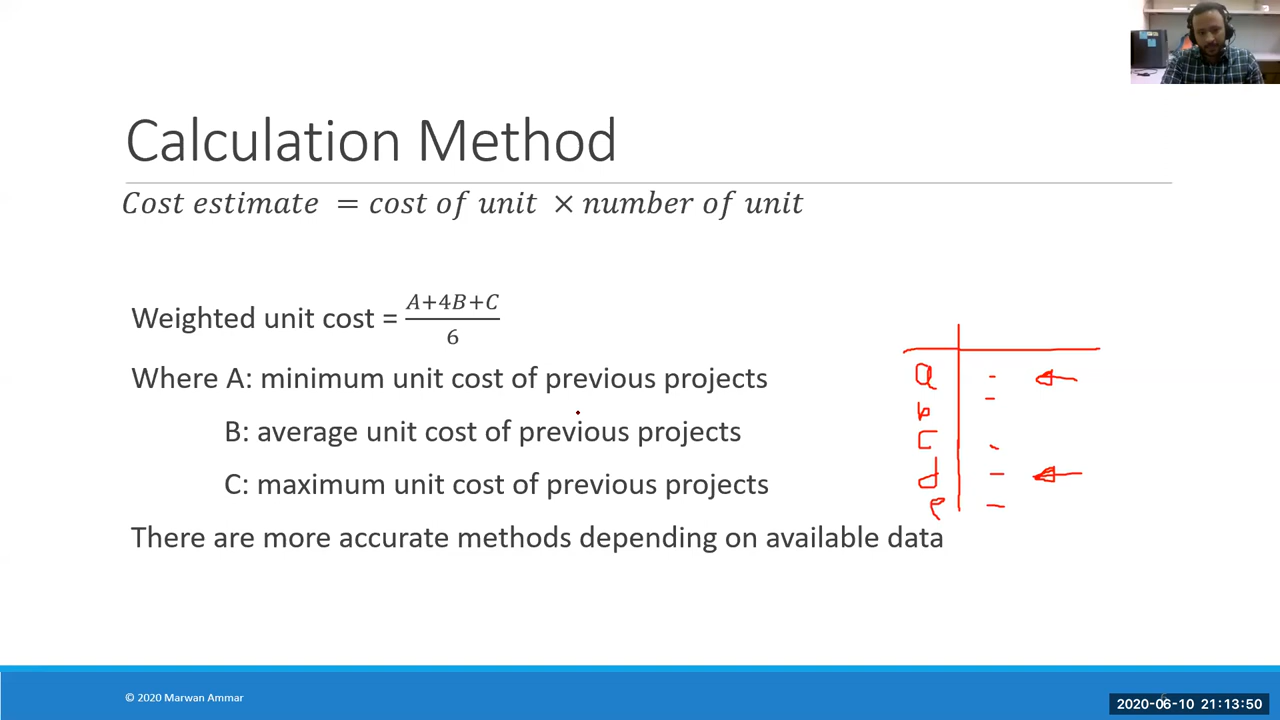 Calculation Method
Cost estimate = cost of unit × number of unit
Weighted unit cost = A+4B+C / 6
Where A: minimum unit cost of previous projects
B: average unit cost of previous projects
C: maximum unit cost of previous projects
There are more accurate methods depending on available data
a
b
c
d
e
© 2020 Marwan Ammar
2020-06-10 21:13:50